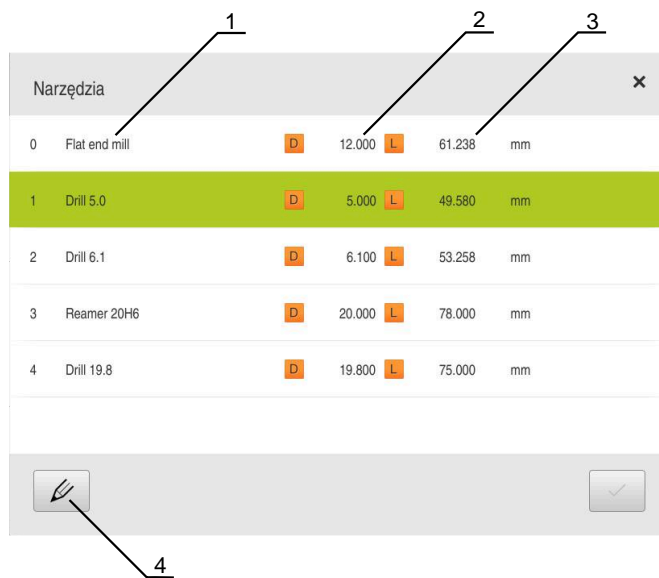 1 2 3
Narzędzia ×
0 Flat end mill D 12.000 L 61.238 mm
1 Drill 5.0 D 5.000 L 49.580 mm
2 Drill 6.1 D 6.100 L 53.258 mm
3 Reamer 20H6 D 20.000 L 78.000 mm
4 Drill 19.8 D 19.800 L 75.000 mm
4